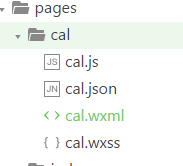 pages
cal
JS cal.js
JN cal.json
<> cal.wxml
{ } cal.wxss